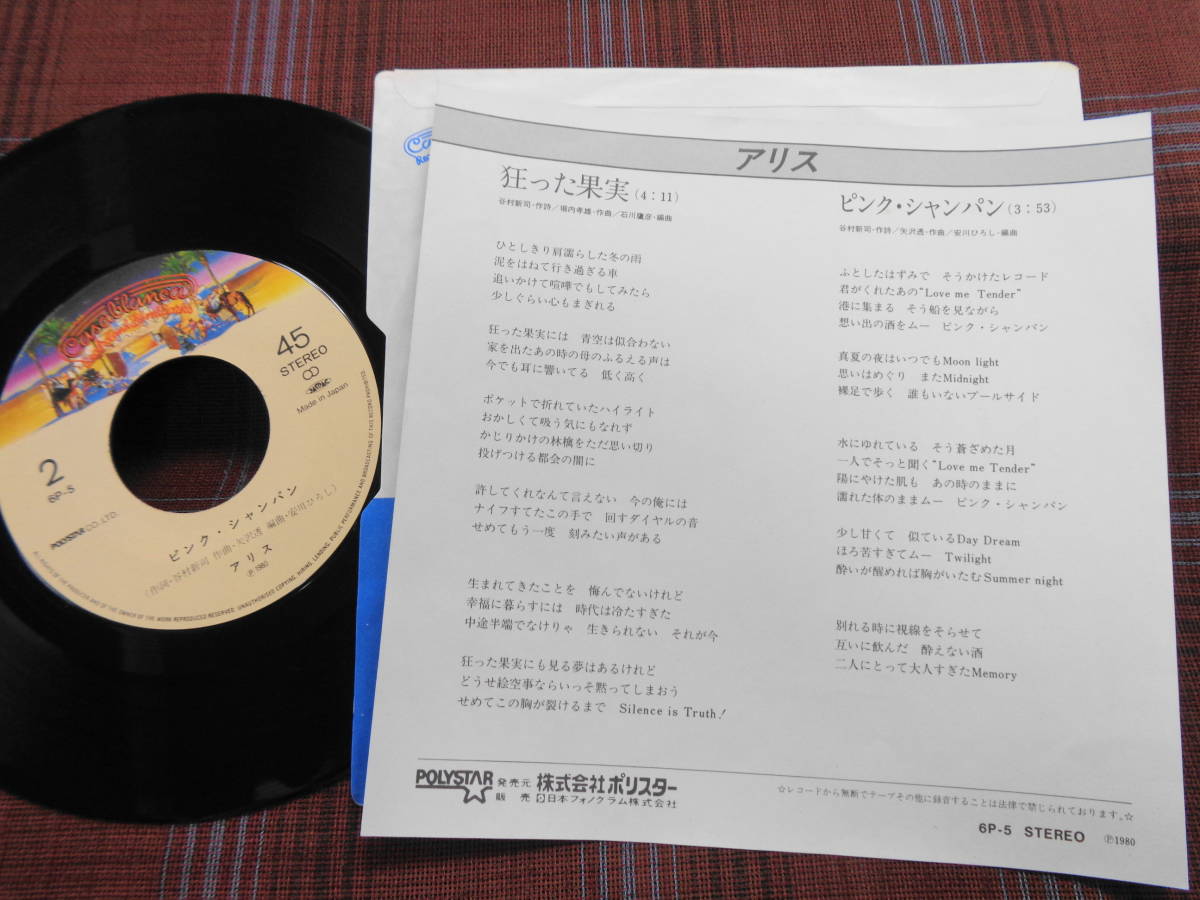 45
STEREO
Made in Japan
2
6P-5
POLYSTAR CO., LTD.
ピンク・シャンパン
(作詞・谷村新司 作曲・矢沢透 編曲・安川ひろし)
アリス
Ⓟ1980
Casablanca
アリス
狂った果実(4:11)
谷村新司・作詩/堀内孝雄・作曲/石川鷹彦・編曲
ひとしきり肩濡らした冬の雨
泥をはねて行き過ぎる車
追いかけて喧嘩でもしてみたら
少しぐらい心もまぎれる
狂った果実には 青空は似合わない
家を出たあの時の母のふるえる声は
今でも耳に響いてる 低く高く
ポケットで折れていたハイライト
おかしくて吸う気にもなれず
かじりかけの林檎をただ思い切り
投げつける都会の闇に
許してくれなんて言えない 今の俺には
ナイフすてたこの手で 回すダイヤルの音
せめてもう一度 刻みたい声がある
生まれてきたことを 悔んでないけれど
幸福に暮らすには 時代は冷たすぎた
中途半端でなけりゃ 生きられない それが今
狂った果実にも見る夢はあるけれど
どうせ絵空事ならいっそ黙ってしまおう
せめてこの胸が裂けるまで Silence is Truth!
ピンク・シャンパン(3:53)
谷村新司・作詩/矢沢透・作曲/安川ひろし・編曲
ふとしたはずみで そうかけたレコード
君がくれたあの“Love me Tender”
港に集まる そう船を見ながら
想い出の酒をムー ピンク・シャンパン
真夏の夜はいつでもMoon light
思いはめぐり またMidnight
裸足で歩く 誰もいないプールサイド
水にゆれている そう蒼ざめた月
一人でそっと聞く“Love me Tender”
陽にやけた肌も あの時のままに
濡れた体のままムー ピンク・シャンパン
少し甘くて 似ているDay Dream
ほろ苦すぎてムー Twilight
酔いが醒めれば胸がいたむSummer night
別れる時に視線をそらせて
互いに飲んだ 酔えない酒
二人にとって大人すぎたMemory
POLYSTAR 発売元 株式会社ポリスター
販売 日本フォノグラム株式会社
☆レコードから無断でテープその他に録音することは法律で禁じられております。☆
6P-5 STEREO Ⓟ1980